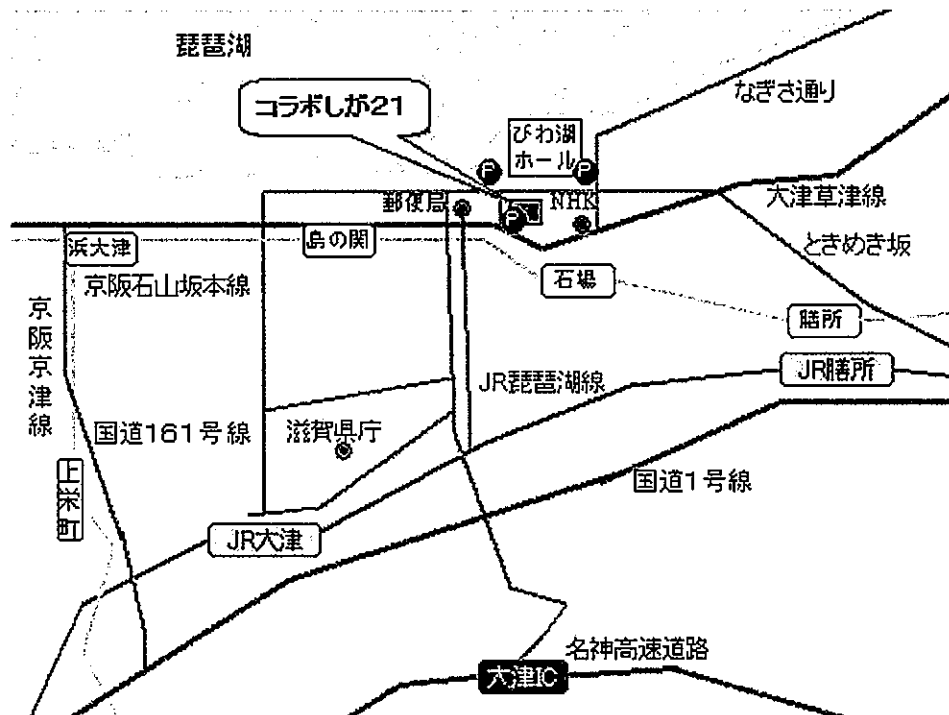 琵琶湖
コラボしが21
なぎさ通り
びわ湖
ホール
P
P
郵便局
P
NHK
大津草津線
浜大津
島の関
ときめき坂
京阪石山坂本線
石場
京阪京津線
膳所
JR琵琶湖線
JR膳所
国道161号線
滋賀県庁
上栄町
国道1号線
JR大津
名神高速道路
大津IC